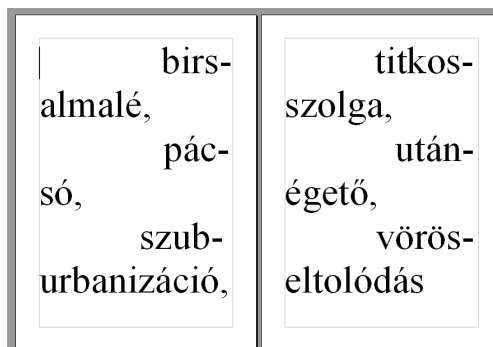 birs-
almalé,
pác-
só,
szub-
urbanizáció,
titkos-
szolga,
után-
égető,
vörös-
eltolódás